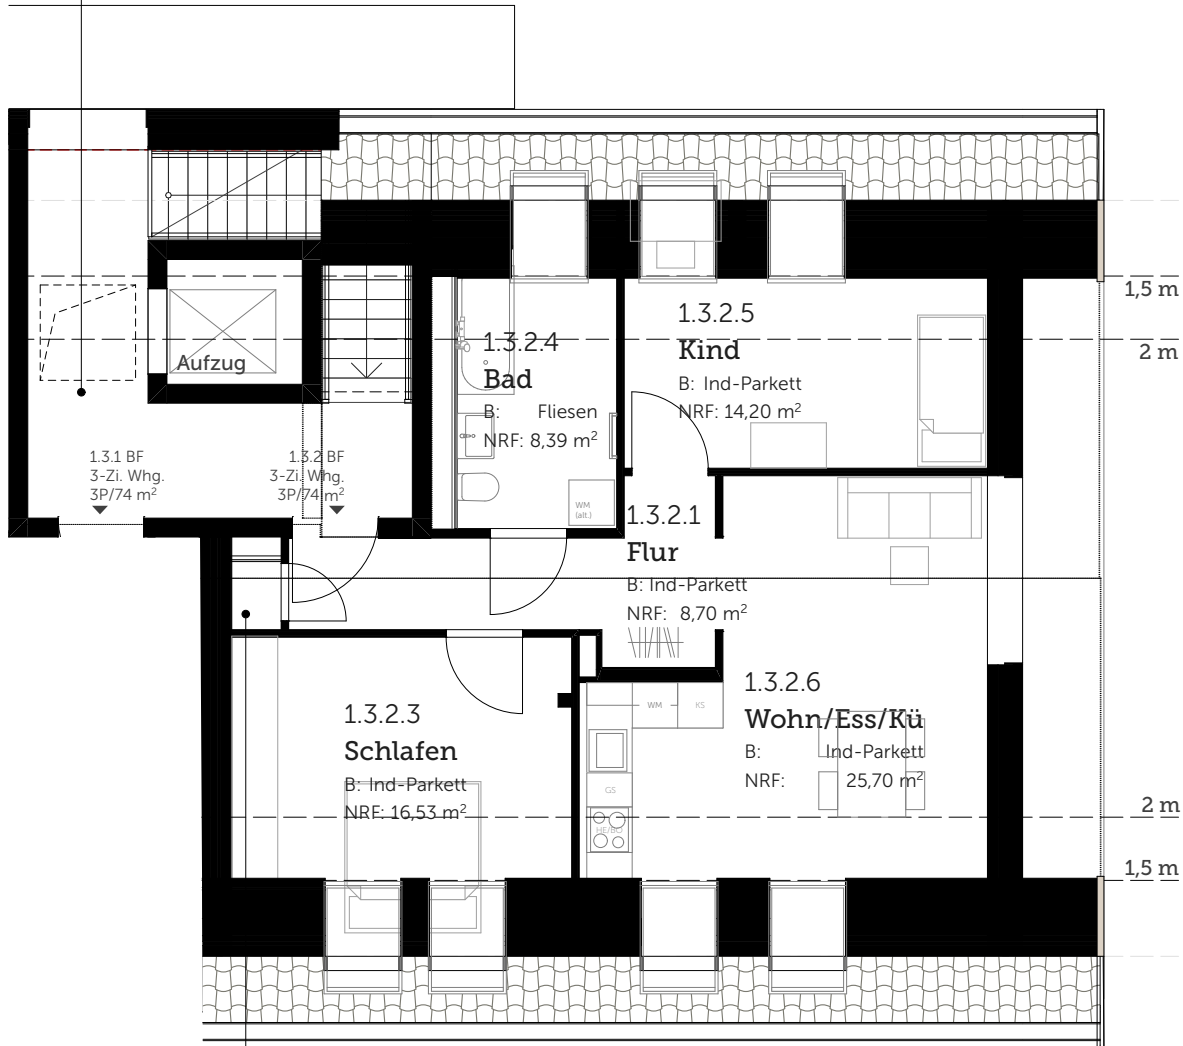 1,5 m
2 m
1.3.2.5
Kind
B: Ind-Parkett
NRF: 14,20 m²
1.3.2.4
Bad
B: Fliesen
NRF: 8,39 m²
Aufzug
1.3.1 BF
3-Zi. Whg.
3P/74 m²
1.3.2 BF
3-Zi. Whg.
3P/74 m²
WM
(alt.)
1.3.2.1
Flur
B: Ind-Parkett
NRF: 8,70 m²
1.3.2.3
Schlafen
B: Ind-Parkett
NRF: 16,53 m²
WM
KS
GS
HE/BO
1.3.2.6
Wohn/Ess/Kü
B: Ind-Parkett
NRF: 25,70 m²
2 m
1,5 m